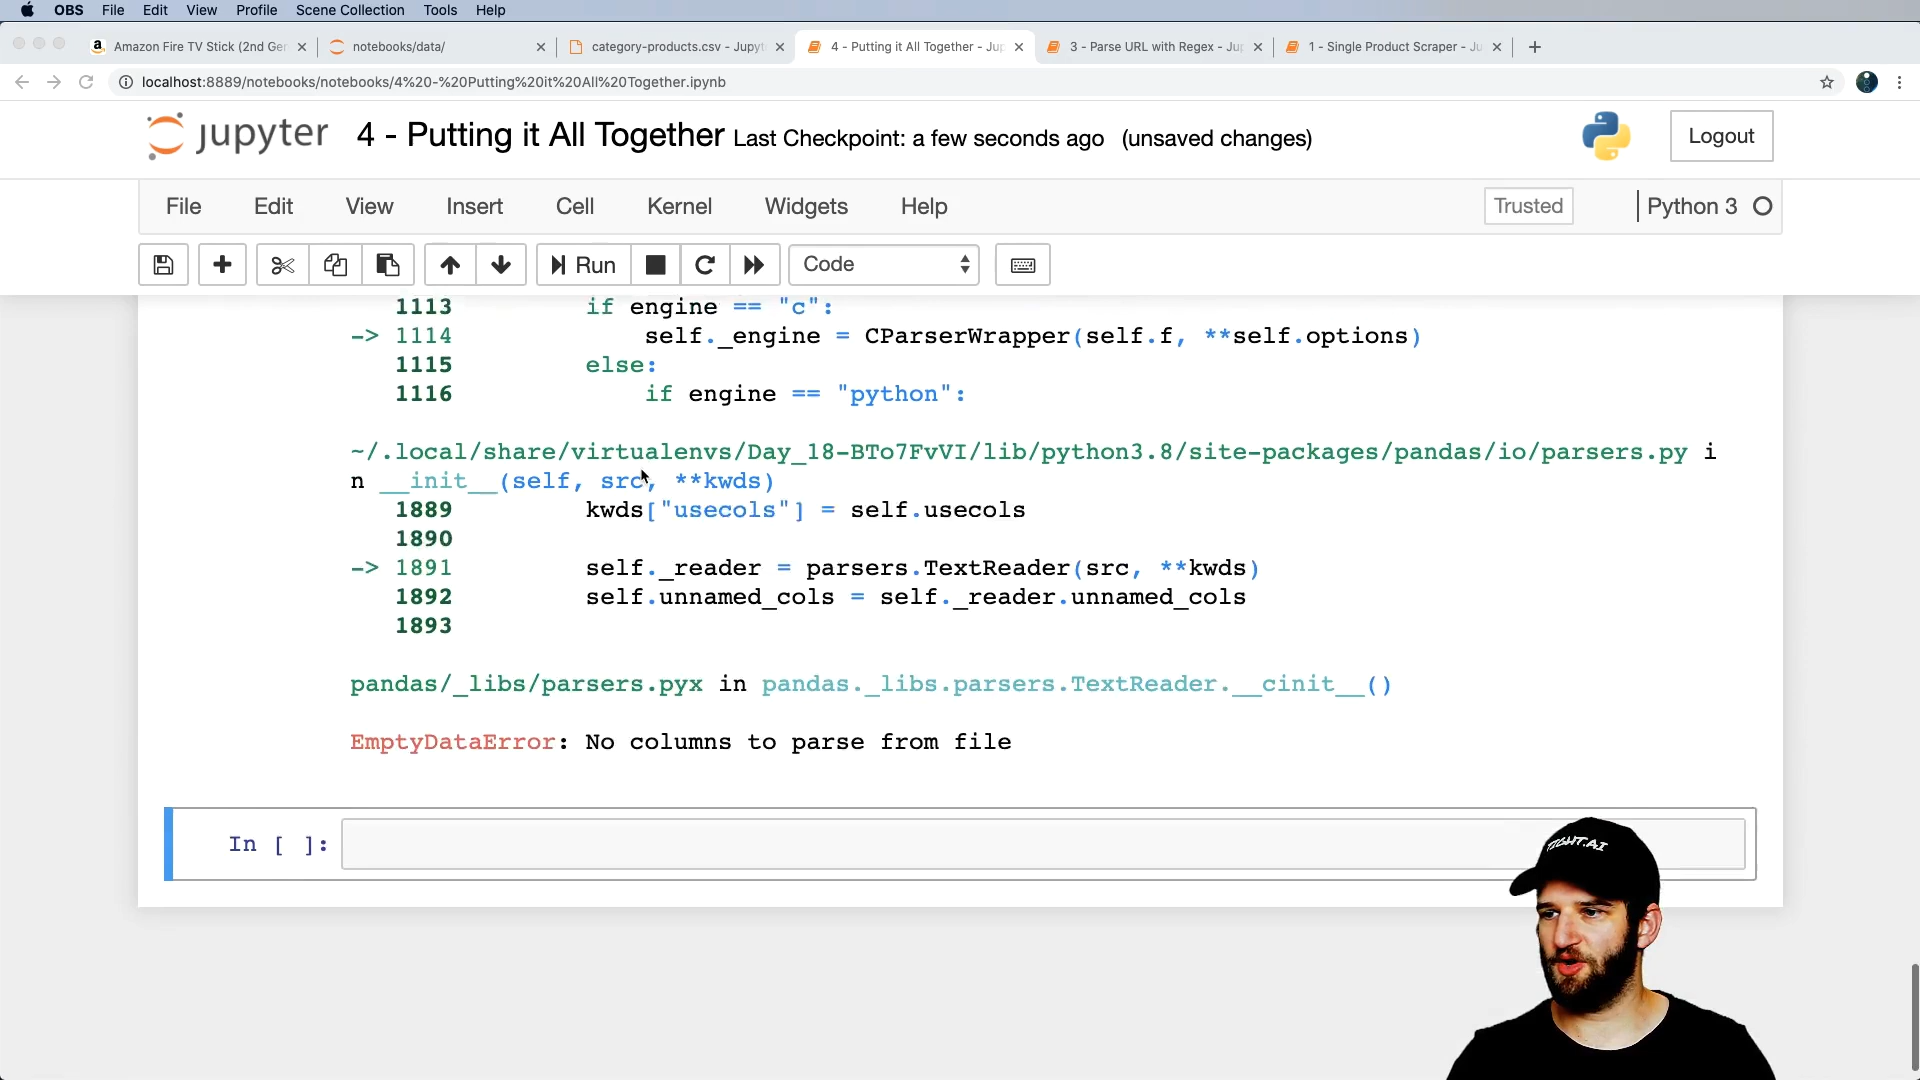 OBS File Edit View Profile Scene Collection Tools Help
Amazon Fire TV Stick (2nd Gen
notebooks/data/
category-products.csv - Jupyt
4 - Putting it All Together - Jup
3 - Parse URL with Regex - Jup
1 - Single Product Scraper - Ju
localhost:8889/notebooks/notebooks/4%20-%20Putting%20it%20All%20Together.ipynb
jupyter 4 - Putting it All Together Last Checkpoint: a few seconds ago (unsaved changes)
Logout
File Edit View Insert Cell Kernel Widgets Help
Trusted
Python 3
Run
Code
1113 if engine == "c":
-> 1114 self._engine = CParserWrapper(self.f, **self.options)
1115 else:
1116 if engine == "python":
~/.local/share/virtualenvs/Day_18-BTo7FvVI/lib/python3.8/site-packages/pandas/io/parsers.py i
n __init__(self, src, **kwds)
1889 kwds["usecols"] = self.usecols
1890
-> 1891 self._reader = parsers.TextReader(src, **kwds)
1892 self.unnamed_cols = self._reader.unnamed_cols
1893
pandas/_libs/parsers.pyx in pandas._libs.parsers.TextReader.__cinit__()
EmptyDataError: No columns to parse from file
In [ ]: